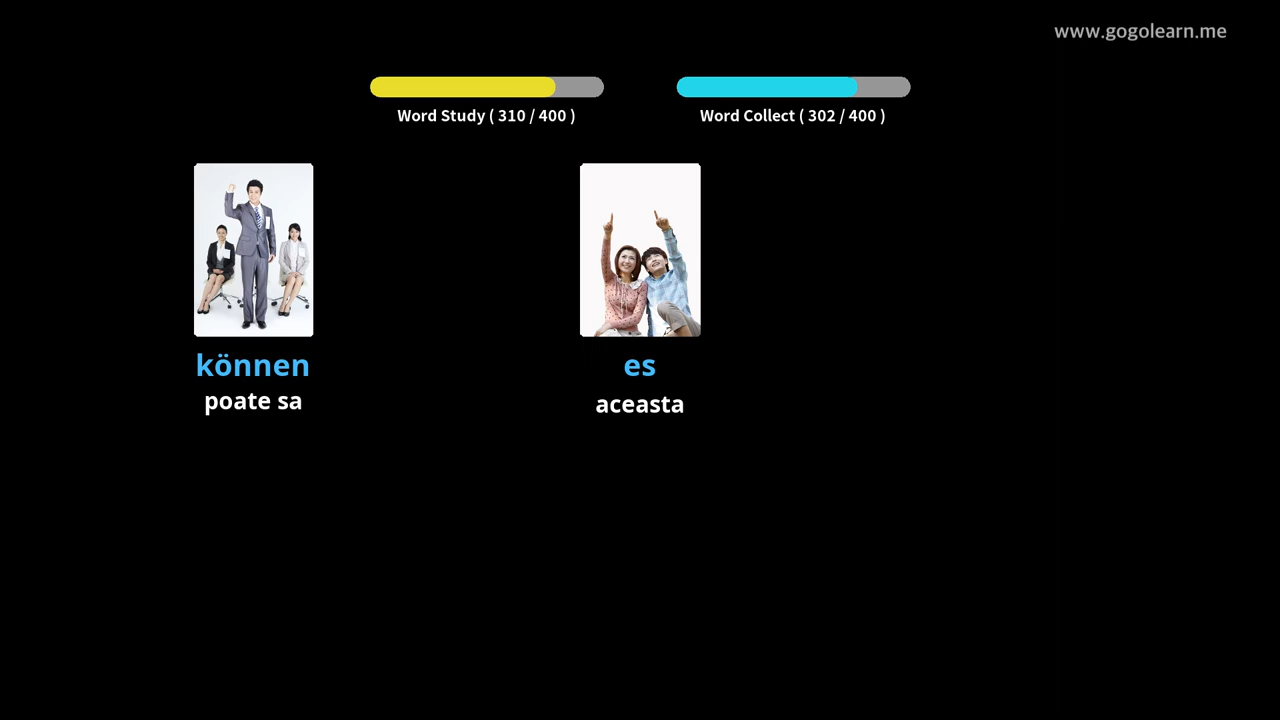 www.gogolearn.me
Word Study ( 310 / 400 )
Word Collect ( 302 / 400 )
können
poate sa
es
aceasta